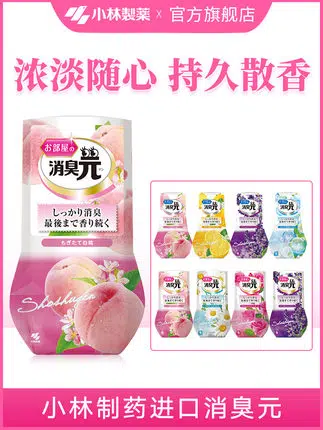 小林製薬 × 官方旗舰店
浓淡随心 持久散香
お部屋の
消臭元
しっかり消臭
最後まで香り続く
もぎたて白桃
Shoshugen
小林制药进口消臭元